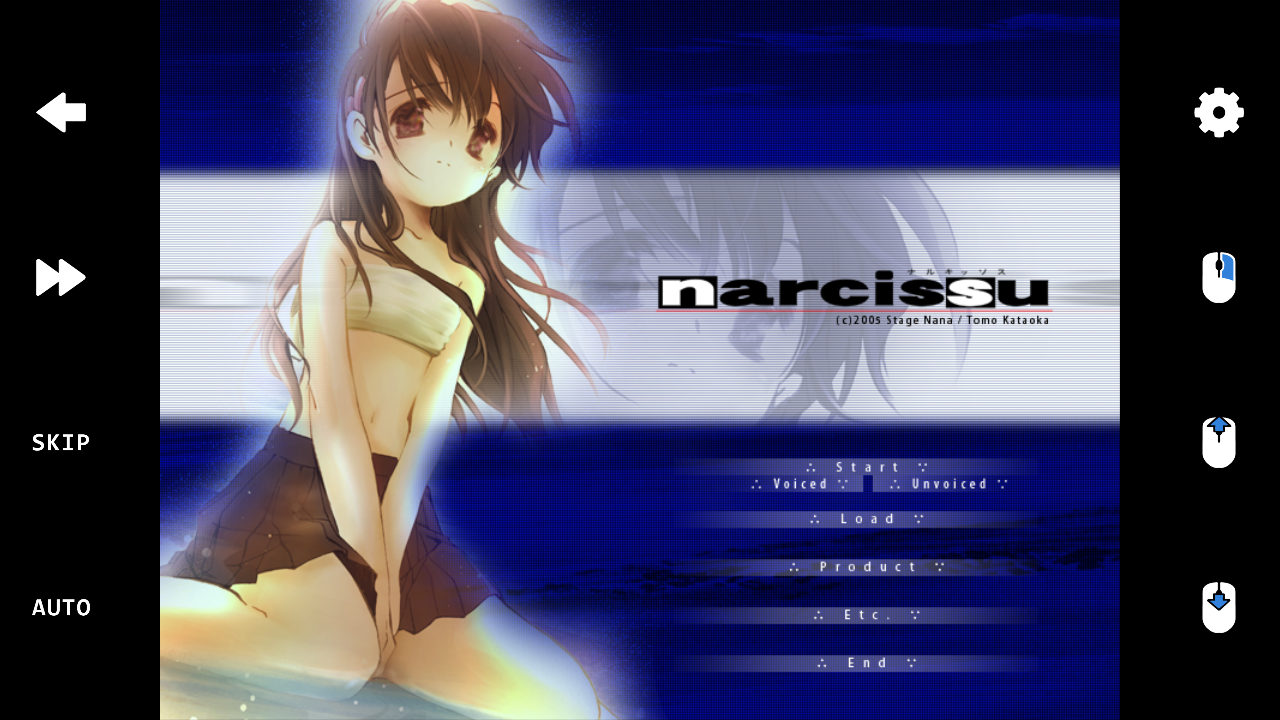 ナルキッソス
narcissu
(c)2005 Stage Nana / Tomo Kataoka
SKIP
AUTO
∴ Start ∵
∴ Voiced ∵ ∴ Unvoiced ∵
∴ Load ∵
∴ Product ∵
∴ Etc. ∵
∴ End ∵